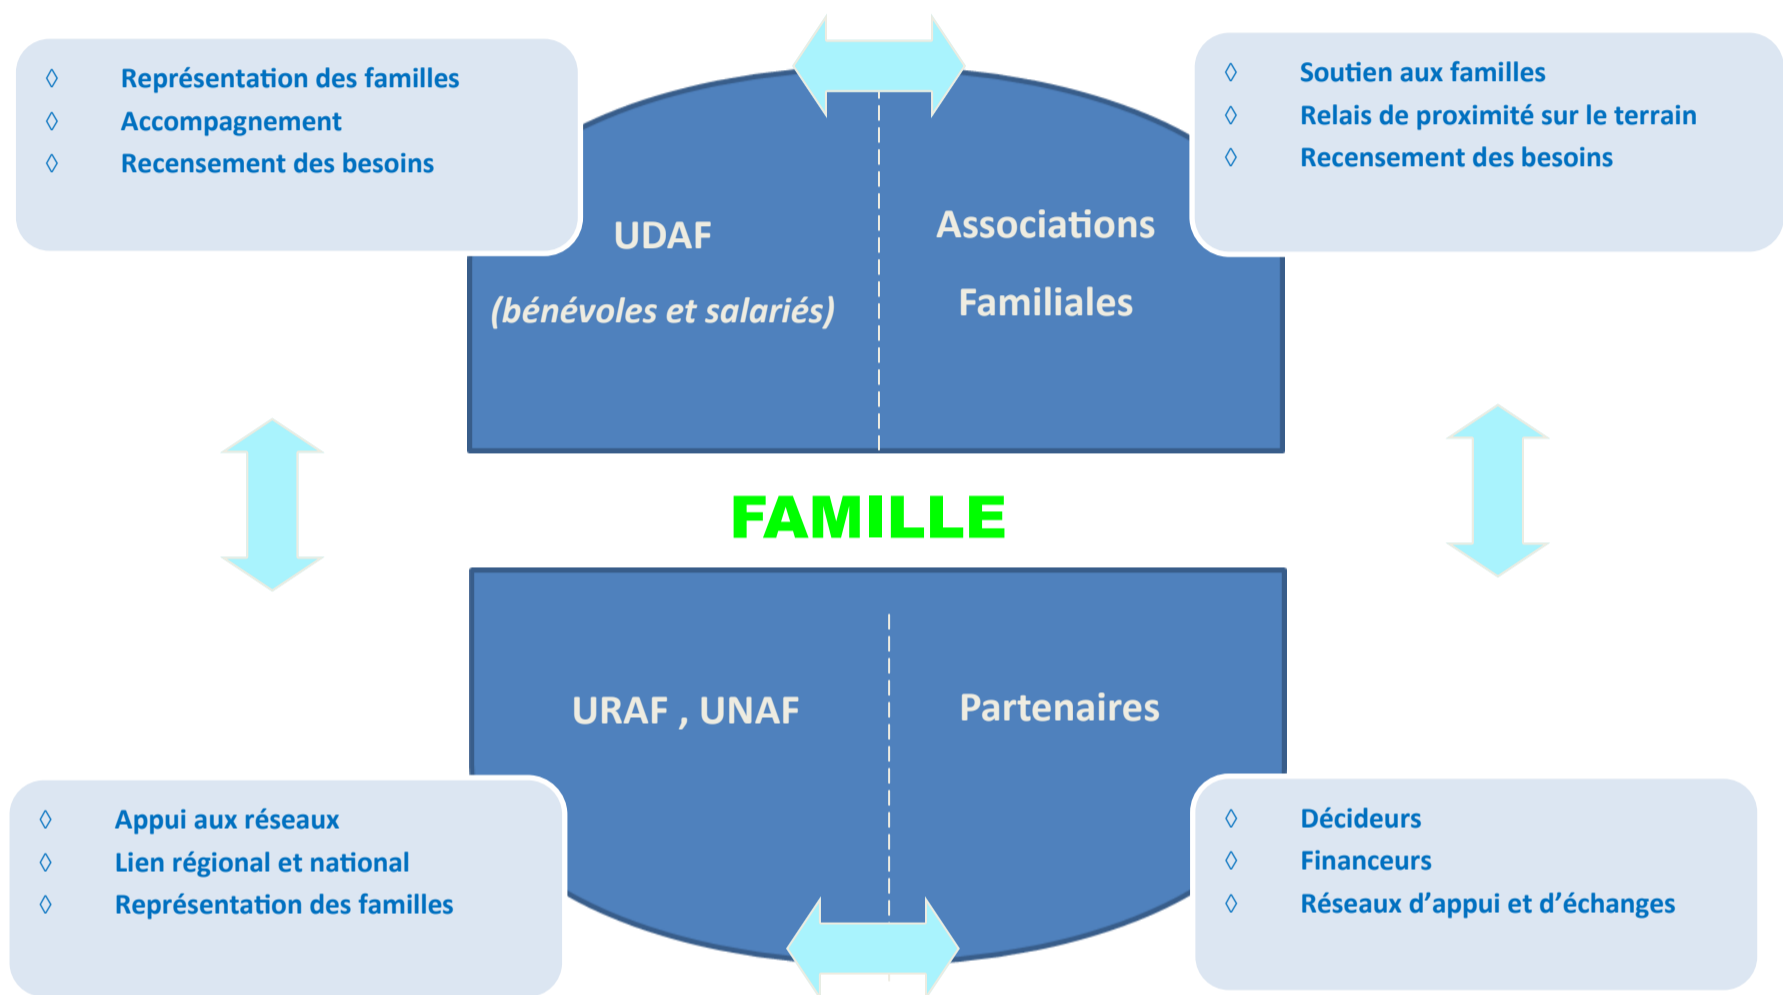 ◊ Représentation des familles
◊ Accompagnement
◊ Recensement des besoins
◊ Soutien aux familles
◊ Relais de proximité sur le terrain
◊ Recensement des besoins
UDAF
(bénévoles et salariés)
Associations
Familiales
FAMILLE
URAF , UNAF
Partenaires
◊ Appui aux réseaux
◊ Lien régional et national
◊ Représentation des familles
◊ Décideurs
◊ Financeurs
◊ Réseaux d’appui et d’échanges